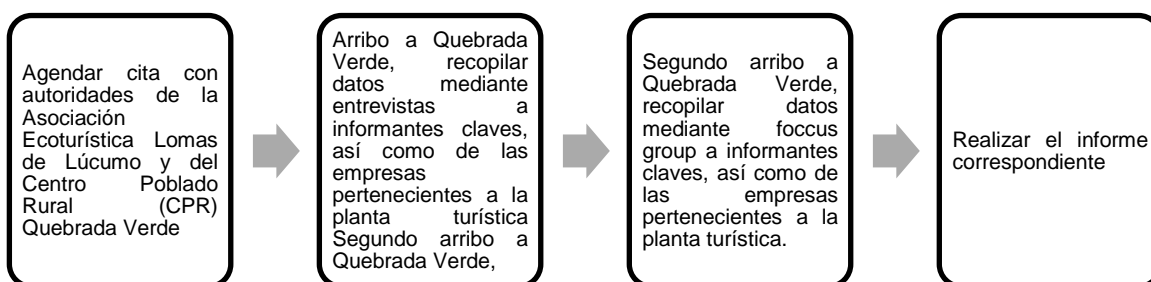 Agendar cita con
autoridades de la
Asociación
Ecoturística Lomas
de Lúcumo y del
Centro Poblado
Rural (CPR)
Quebrada Verde
Arribo a Quebrada
Verde, recopilar
datos mediante
entrevistas a
informantes claves,
así como de las
empresas
pertenecientes a la
planta turística
Segundo arribo a
Quebrada Verde,
Segundo arribo a
Quebrada Verde,
recopilar datos
mediante foccus
group a informantes
claves, así como de
las empresas
pertenecientes a la
planta turística.
Realizar el informe
correspondiente